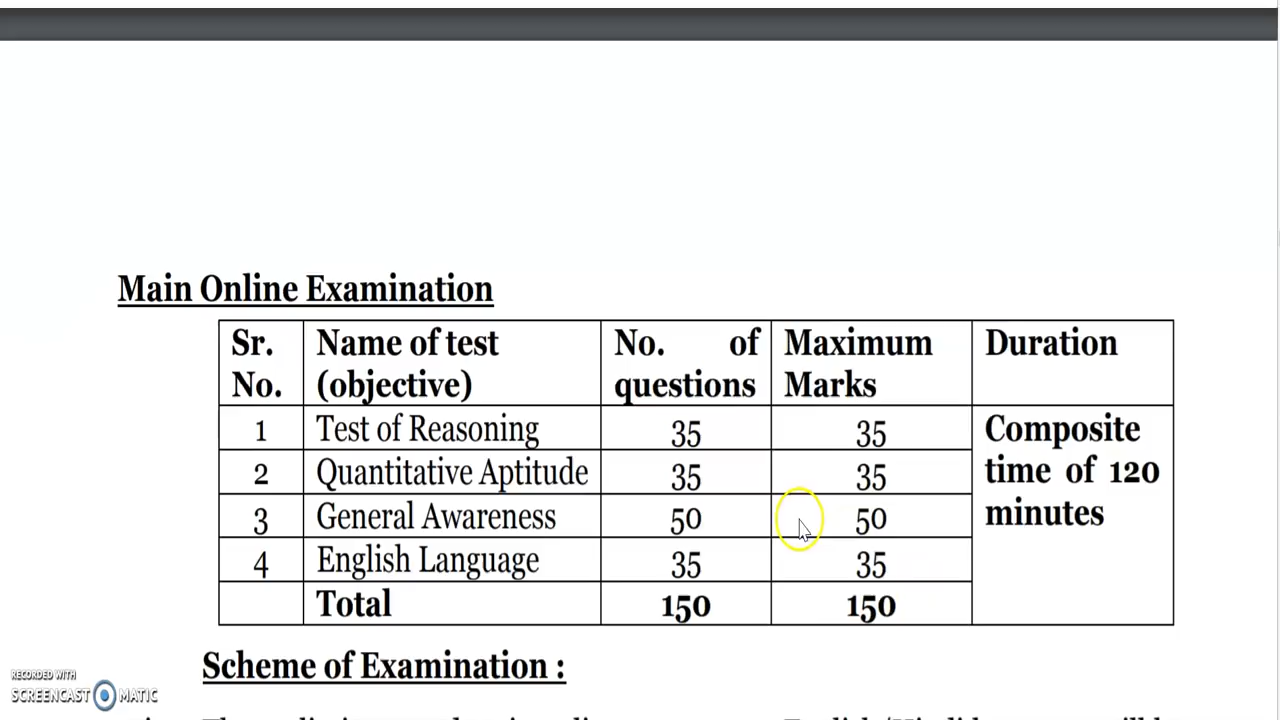 Main Online Examination
Sr. No. Name of test (objective) No. of questions Maximum Marks Duration
1 Test of Reasoning 35 35 Composite time of 120 minutes
2 Quantitative Aptitude 35 35
3 General Awareness 50 50
4 English Language 35 35
Total 150 150
Scheme of Examination :
RECORDED WITH
SCREENCAST MATIC